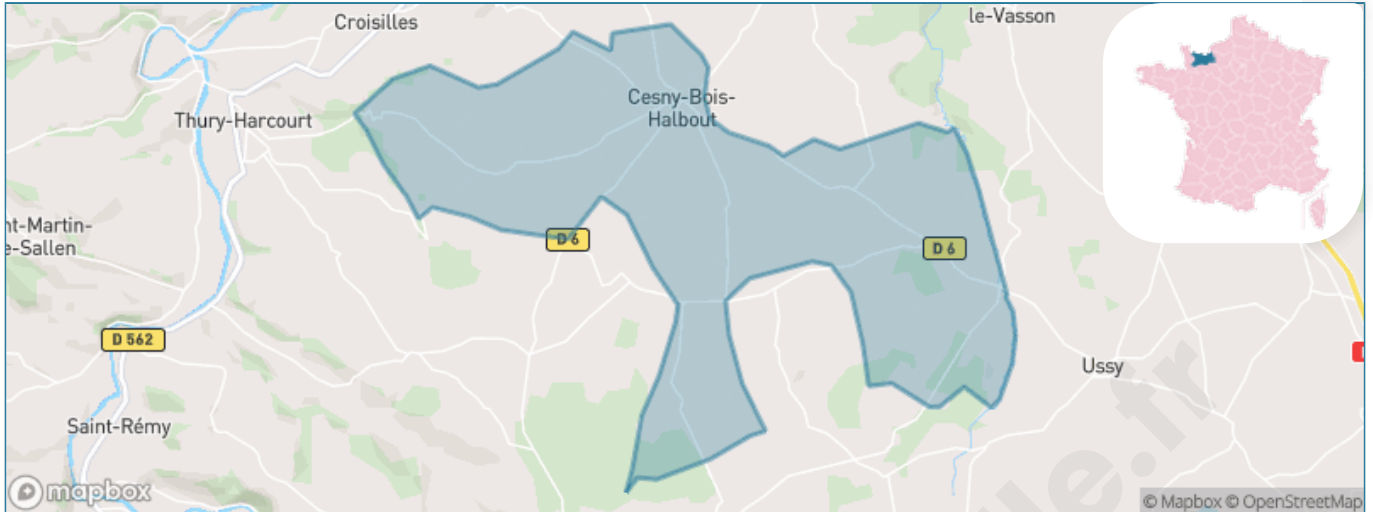 Croisilles
le-Vasson
Cesny-Bois-
Halbout
Thury-Harcourt
nt-Martin-
e-Sallen
D 6
D 6
D 562
Ussy
Saint-Rémy
mapbox
© Mapbox © OpenStreetMap